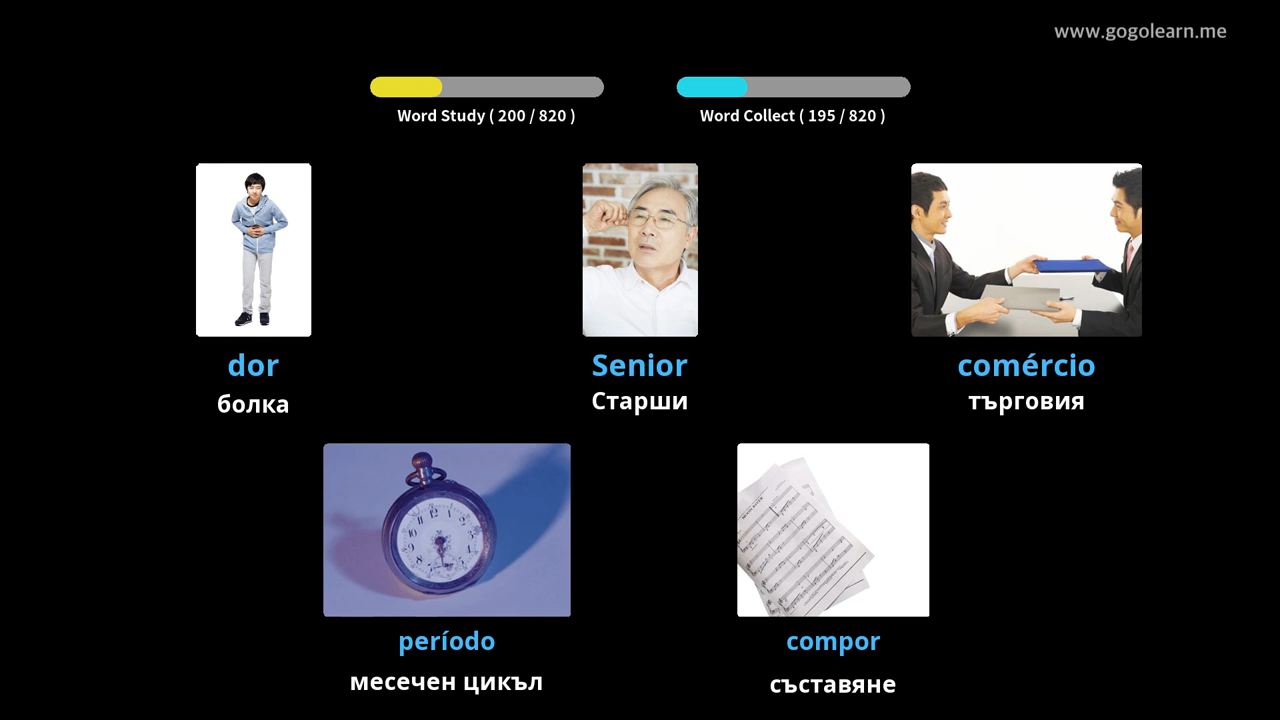 www.gogolearn.me
Word Study ( 200 / 820 )
Word Collect ( 195 / 820 )
dor
болка
Senior
Старши
comércio
търговия
período
месечен цикъл
compor
съставяне